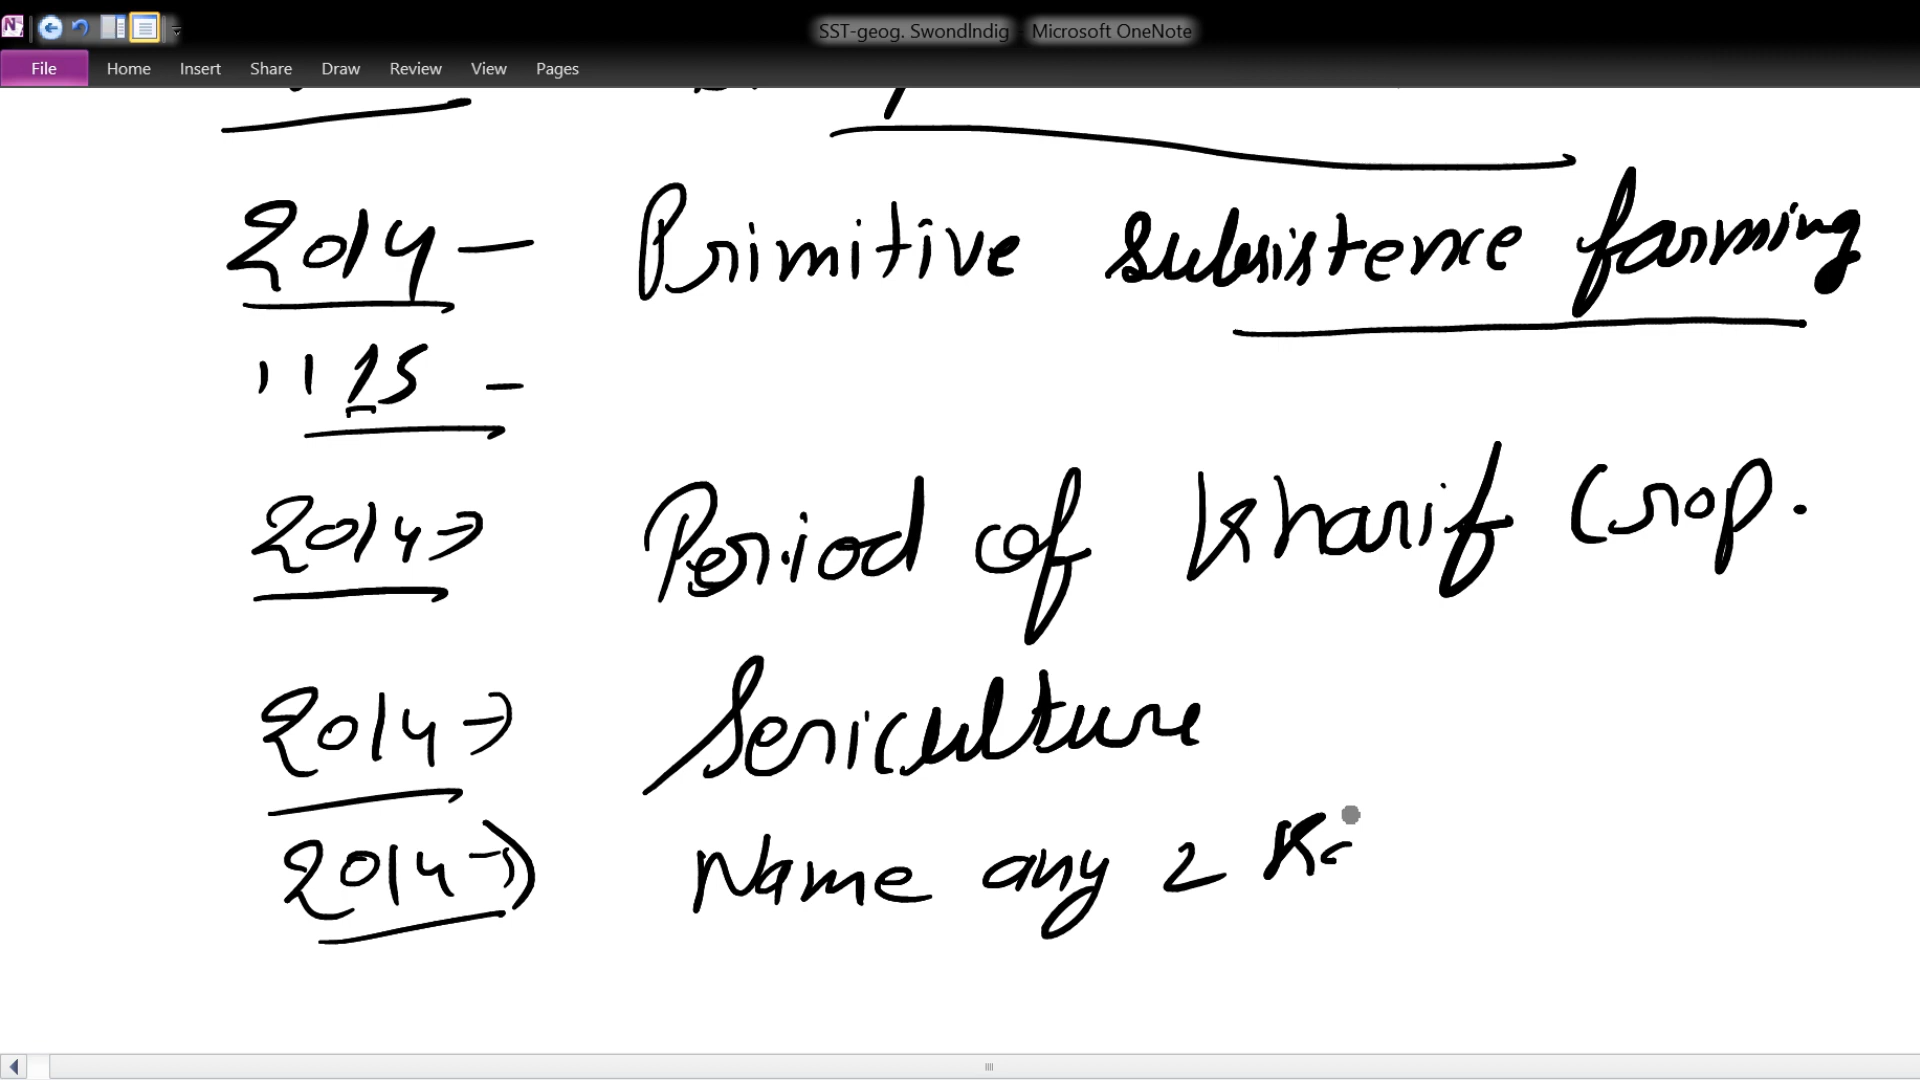 SST-geog. SwondIndig - Microsoft OneNote
File Home Insert Share Draw Review View Pages
2014 - Primitive subsistence farming
" 15 -
2014 → Period of Kharif Crop.
2014 → Sericulture
2014 → Name any 2